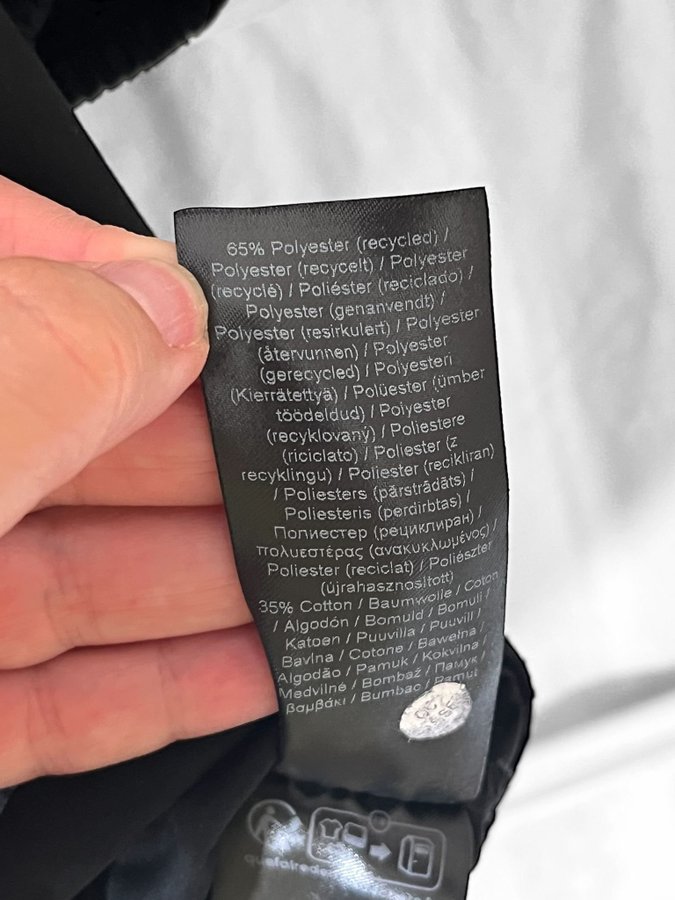 65% Polyester (recycled) /
Polyester (recycelt) / Polyester
(recyclé) / Poliéster (reciclado) /
Polyester (genanvendt) /
Polyester (resirkulert) / Polyester
(återvunnen) / Polyester
(gerecycled) / Polyesteri
(Kierrätettyä) / Polüester (ümber
töödeldud) / Polyester
(recyklovaný) / Poliestere
(riciclato) / Poliester (z
recyklingu) / Poliester (recikliran)
/ Poliesters (pārstrādāts) /
Poliesteris (perdirbtas) /
Полиестер (рециклиран) /
πολυεστέρας (ανακυκλωμένος) /
Poliester (reciclat) / Poliészter
(újrahasznosított)
35% Cotton / Baumwolle / Coton
/ Algodón / Bomuld / Bomull /
Katoen / Puuvilla / Puuvill /
Bavlna / Cotone / Bawełna /
Algodão / Pamuk / Kokvilna /
Medvilnė / Bombaž / Памук /
βαμβάκι / Bumbac / Pamut